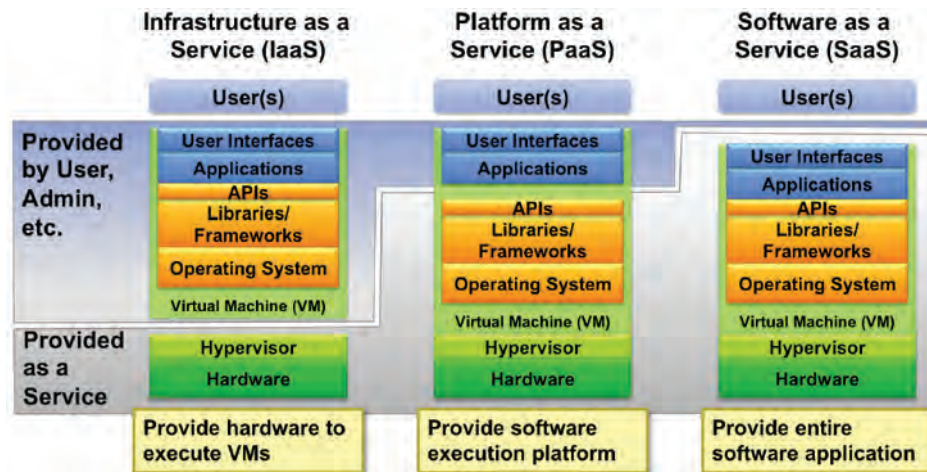 Infrastructure as a
Service (IaaS)
Platform as a
Service (PaaS)
Software as a
Service (SaaS)
User(s)
User(s)
User(s)
Provided
by User,
Admin,
etc.
User Interfaces
Applications
APIs
Libraries/
Frameworks
Operating System
Virtual Machine (VM)
Hypervisor
Hardware
User Interfaces
Applications
APIs
Libraries/
Frameworks
Operating System
Virtual Machine (VM)
Hypervisor
Hardware
User Interfaces
Applications
APIs
Libraries/
Frameworks
Operating System
Virtual Machine (VM)
Hypervisor
Hardware
Provided
as a
Service
Provide hardware to
execute VMs
Provide software
execution platform
Provide entire
software application